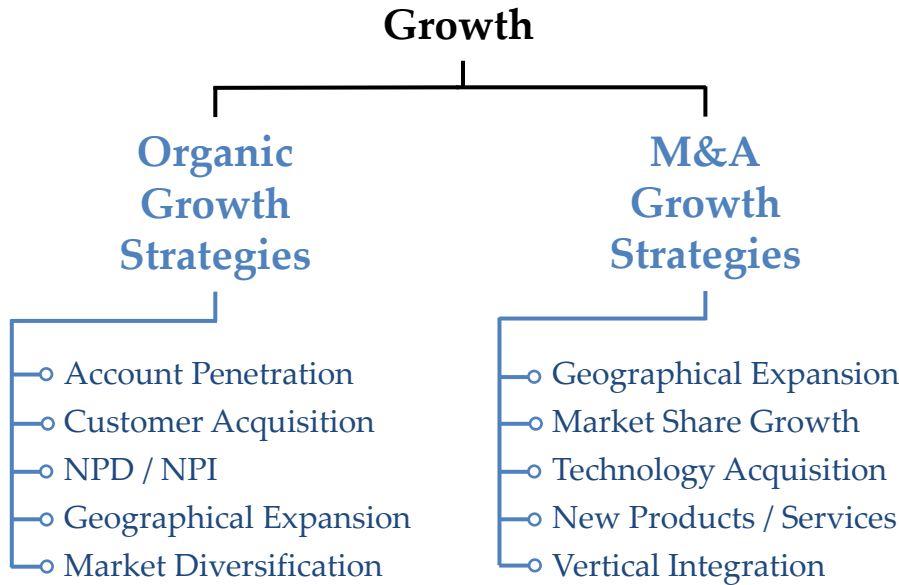 Growth
Organic
Growth
Strategies
Account Penetration
Customer Acquisition
NPD / NPI
Geographical Expansion
Market Diversification
M&A
Growth
Strategies
Geographical Expansion
Market Share Growth
Technology Acquisition
New Products / Services
Vertical Integration